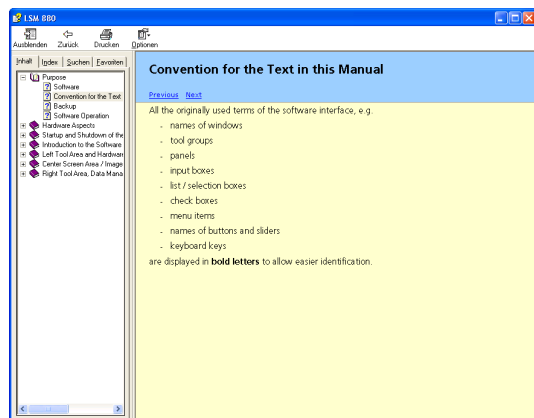 LSM 880
Ausblenden Zurück Drucken Optionen
Inhalt Index Suchen Favoriten
Purpose
Software
Convention for the Text
Backup
Software Operation
Hardware Aspects
Startup and Shutdown of the
Introduction to the Software
Left Tool Area and Hardware
Center Screen Area / Image
Right Tool Area, Data Mana
Convention for the Text in this Manual
Previous Next
All the originally used terms of the software interface, e.g.
- names of windows
- tool groups
- panels
- input boxes
- list / selection boxes
- check boxes
- menu items
- names of buttons and sliders
- keyboard keys
are displayed in bold letters to allow easier identification.